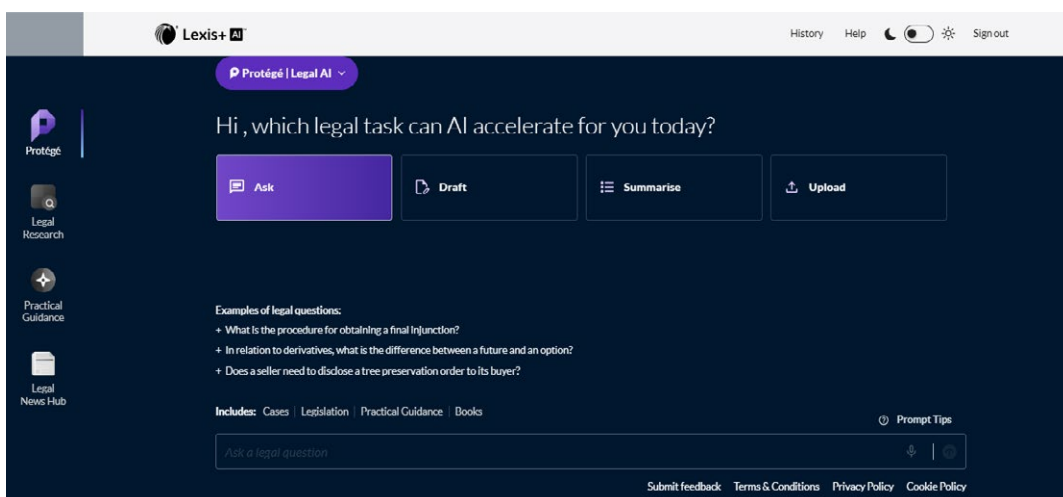 Lexis+ AI™
History Help Sign out
Protégé | Legal AI
Protégé
Legal
Research
Practical
Guidance
Legal
News Hub
Hi , which legal task can AI accelerate for you today?
Ask Draft Summarise Upload
Examples of legal questions:
+ What is the procedure for obtaining a final injunction?
+ In relation to derivatives, what is the difference between a future and an option?
+ Does a seller need to disclose a tree preservation order to its buyer?
Includes: Cases | Legislation | Practical Guidance | Books
Prompt Tips
Ask a legal question
Submit feedback Terms & Conditions Privacy Policy Cookie Policy